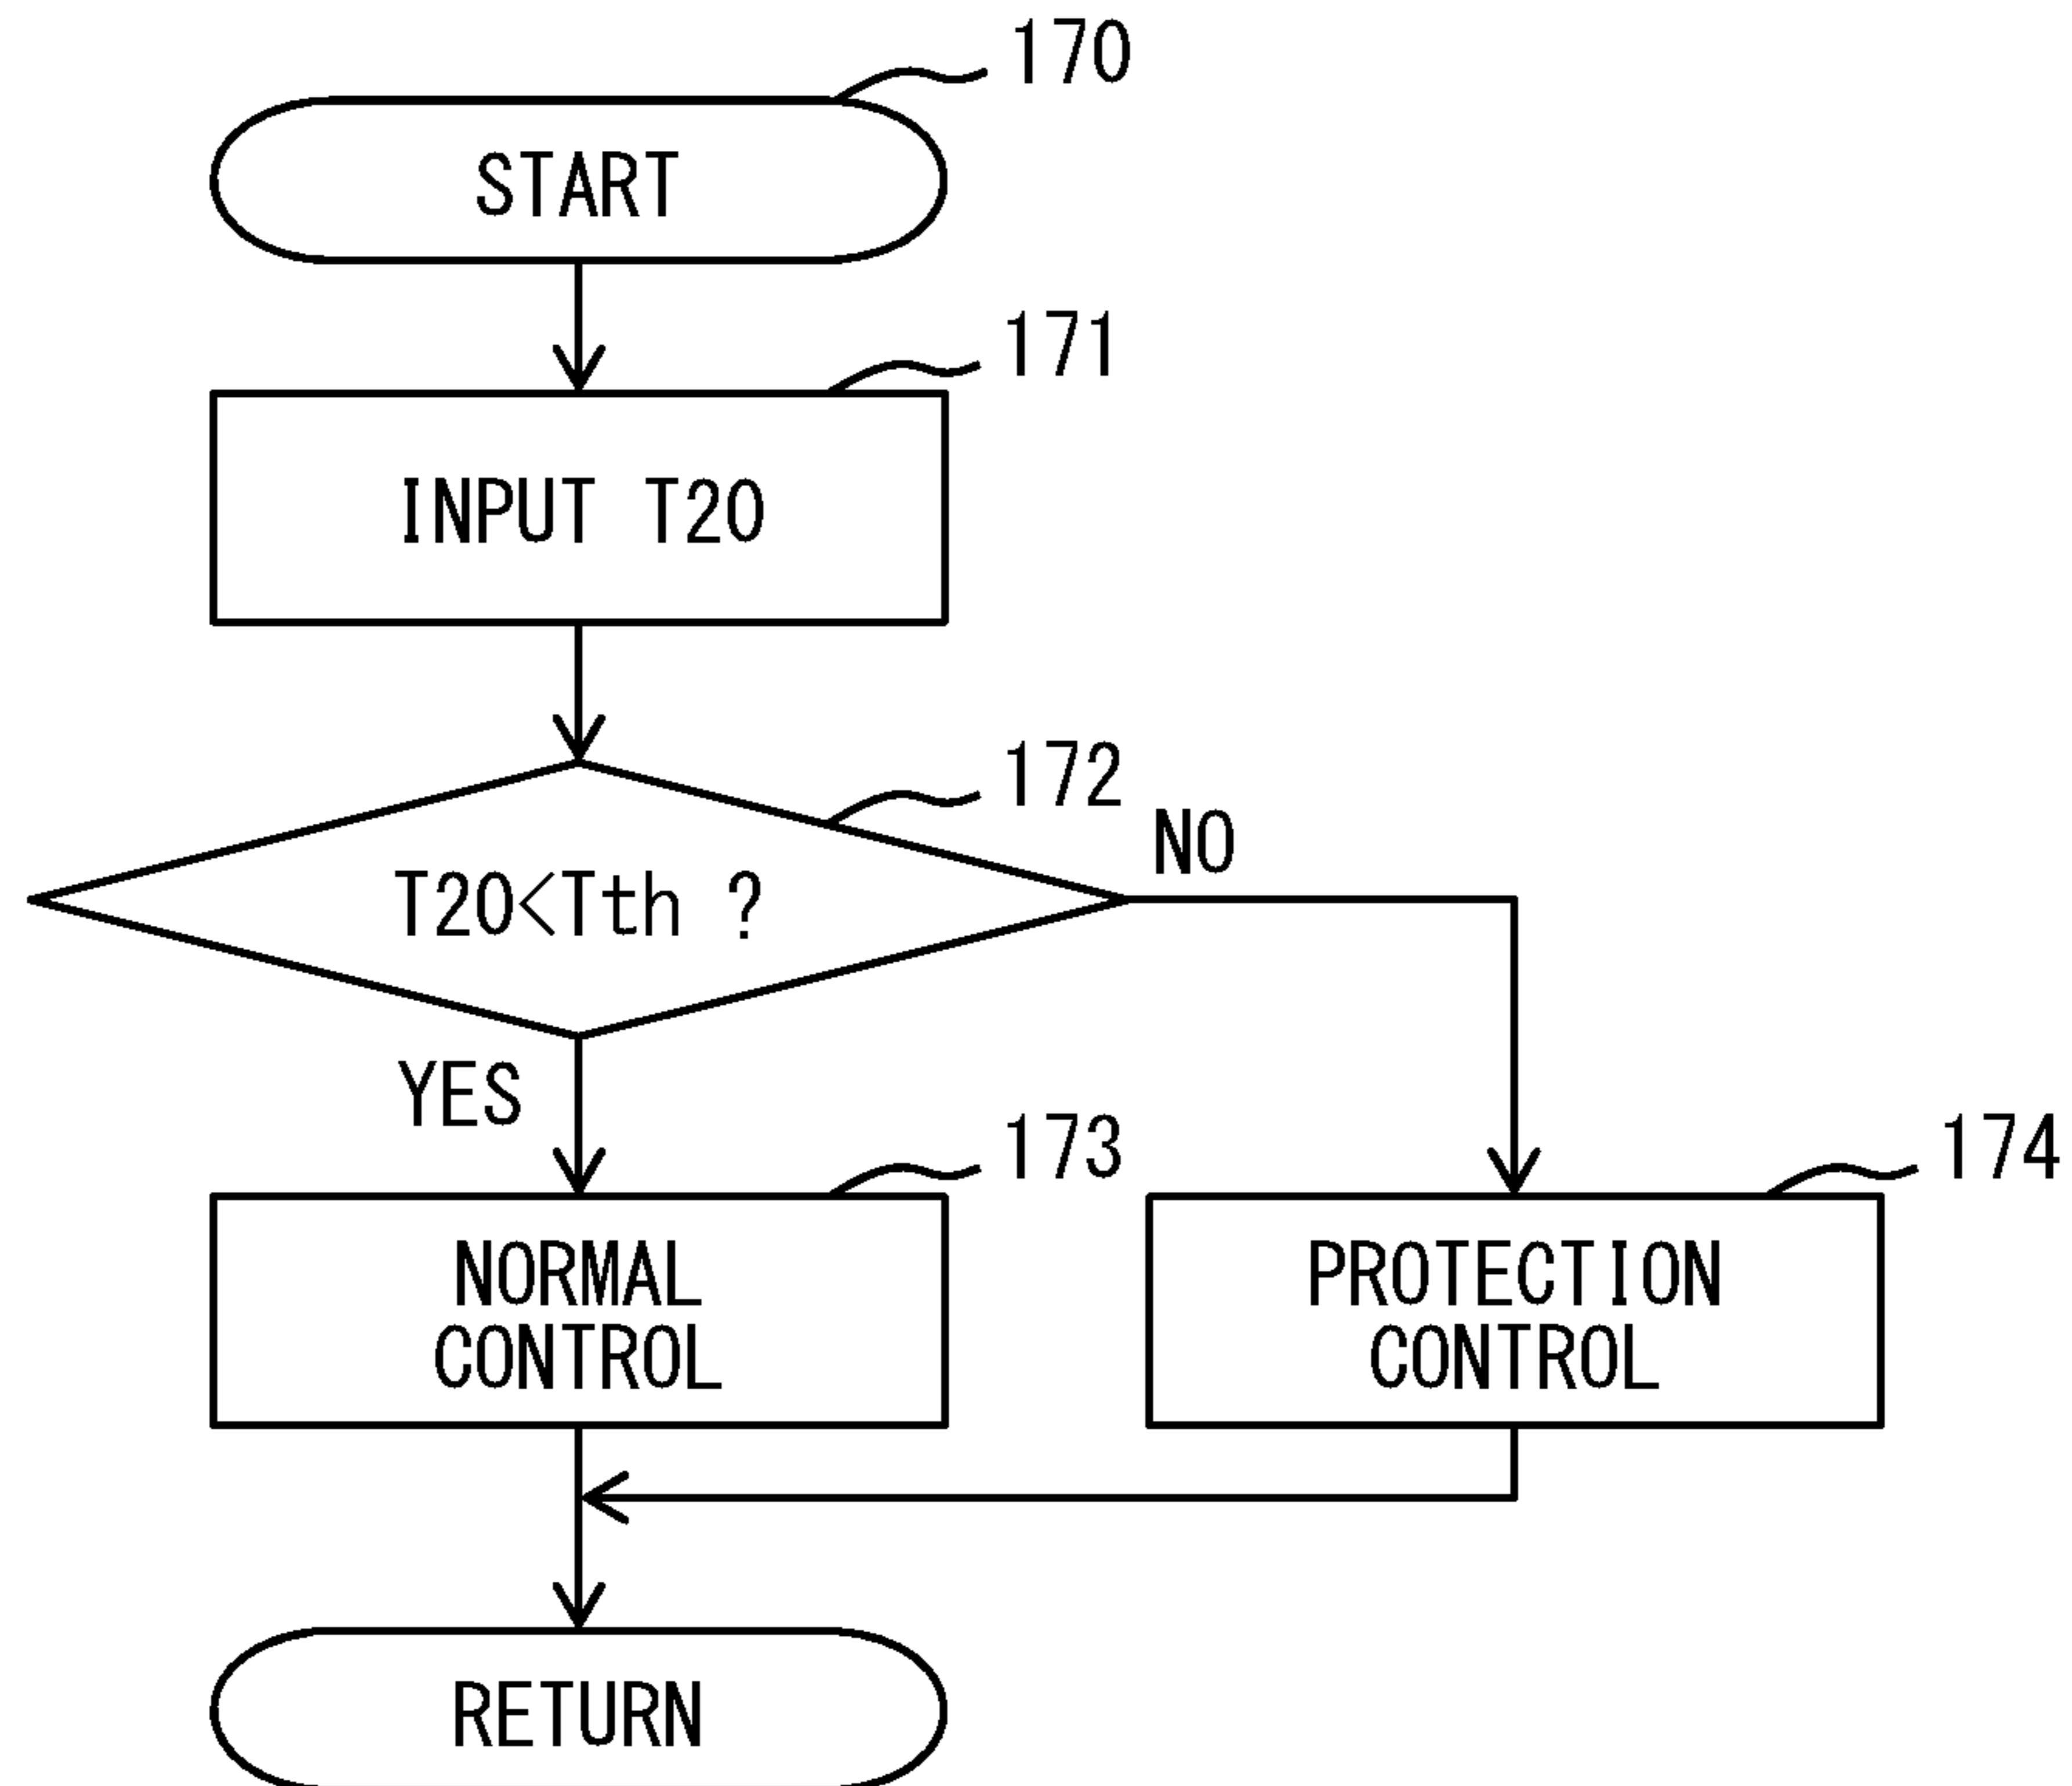 170
START
171
INPUT T20
172
NO
T20<Tth ?
YES
173
174
NORMAL
CONTROL
PROTECTION
CONTROL
RETURN